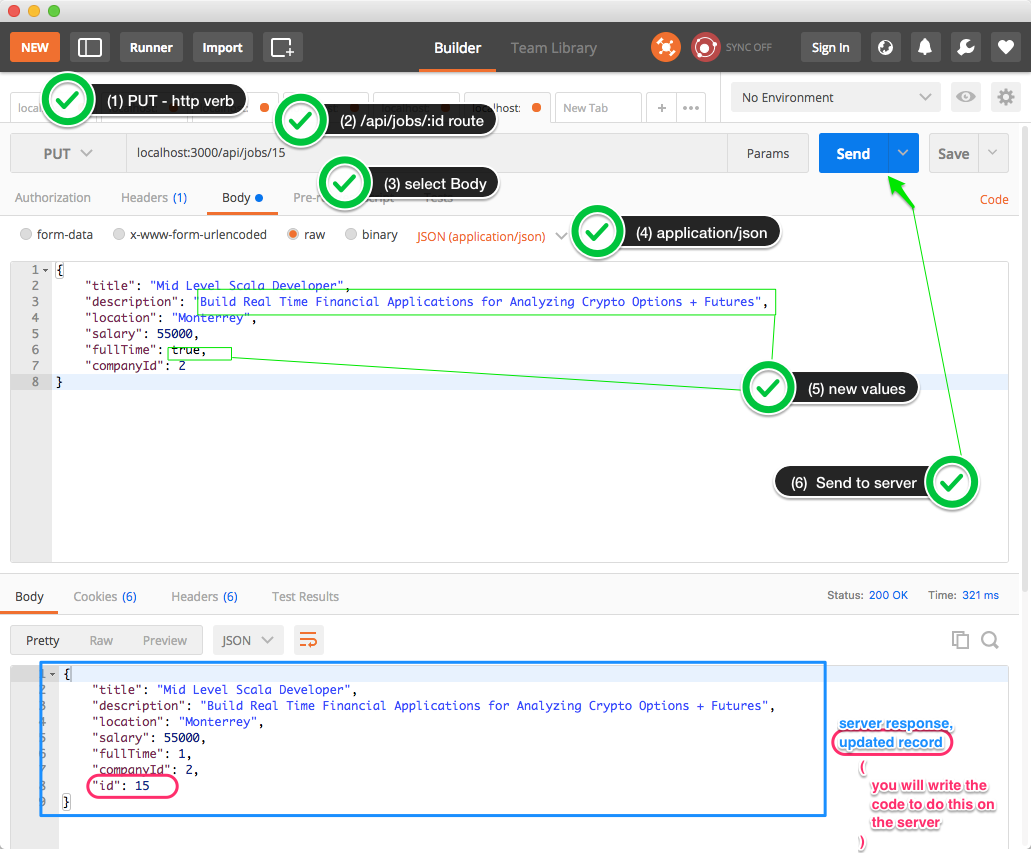 NEW
Runner
Import
Builder
Team Library
SYNC OFF
Sign In
(1) PUT - http verb
(2) /api/jobs/:id route
New Tab
No Environment
PUT
localhost:3000/api/jobs/15
Params
Send
Save
(3) select Body
Authorization
Headers (1)
Body
Tests
Code
form-data
x-www-form-urlencoded
raw
binary
JSON (application/json)
(4) application/json
1 {
2 "title": "Mid Level Scala Developer",
3 "description": "Build Real Time Financial Applications for Analyzing Crypto Options + Futures",
4 "location": "Monterrey",
5 "salary": 55000,
6 "fullTime": true,
7 "companyId": 2
8 }
(5) new values
(6) Send to server
Body
Cookies (6)
Headers (6)
Test Results
Status: 200 OK
Time: 321 ms
Pretty
Raw
Preview
JSON
1 {
2 "title": "Mid Level Scala Developer",
3 "description": "Build Real Time Financial Applications for Analyzing Crypto Options + Futures",
4 "location": "Monterrey",
5 "salary": 55000,
6 "fullTime": 1,
7 "companyId": 2,
8 "id": 15
9 }
server response,
updated record
(
you will write the
code to do this on
the server
)